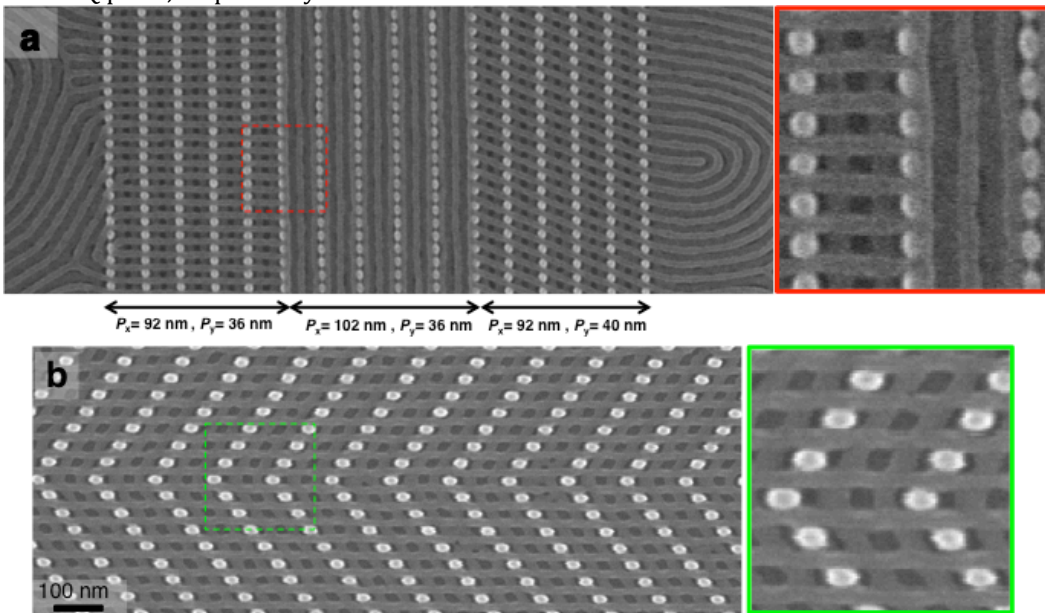 a
Px= 92 nm , Py= 36 nm
Px= 102 nm , Py= 36 nm
Px= 92 nm , Py= 40 nm
b
100 nm